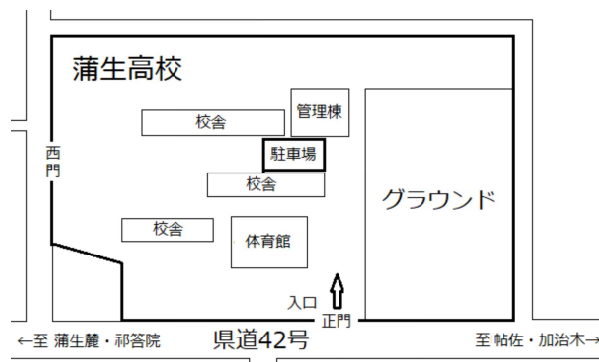 蒲生高校
管理棟
校舎
駐車場
西門
校舎
グラウンド
校舎
体育館
入口
正門
←至 蒲生麓・祁答院
県道42号
至 帖佐・加治木→